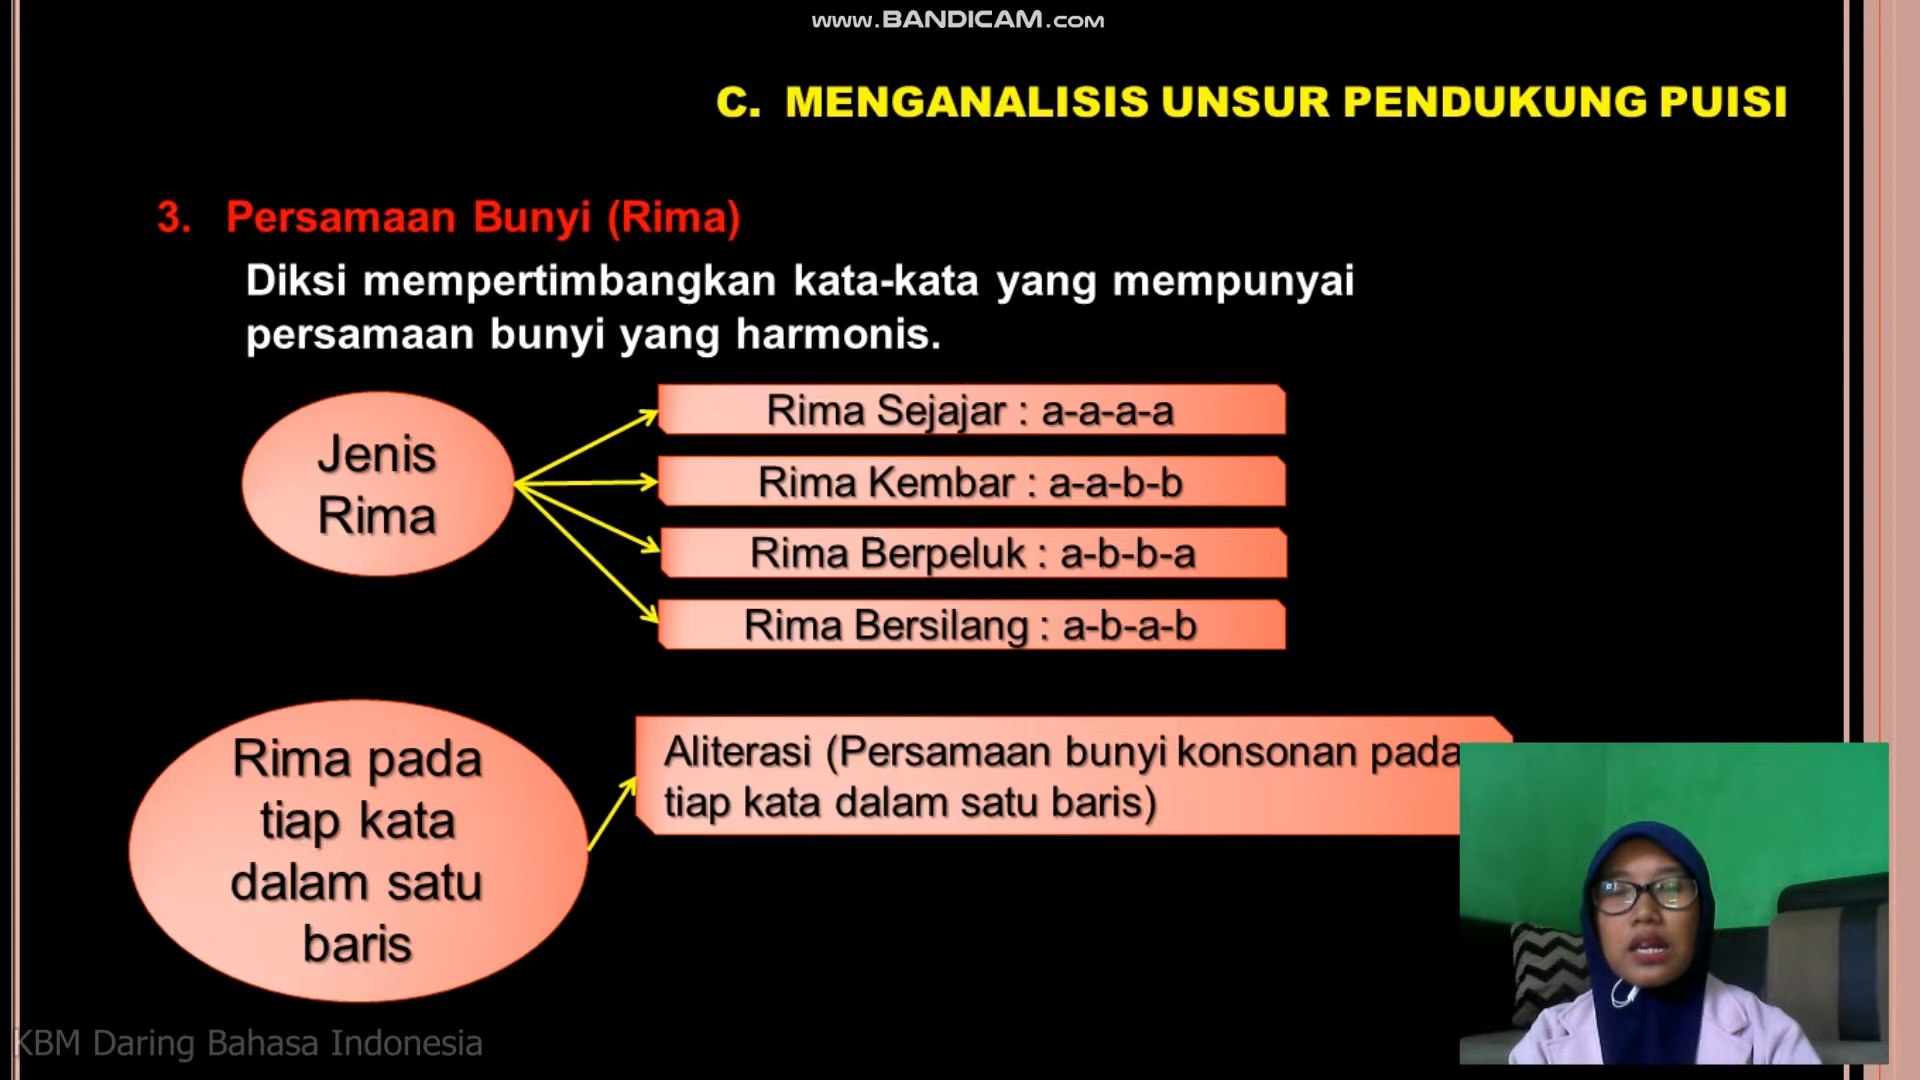 www.BANDICAM.com
C. MENGANALISIS UNSUR PENDUKUNG PUISI
3. Persamaan Bunyi (Rima)
Diksi mempertimbangkan kata-kata yang mempunyai
persamaan bunyi yang harmonis.
Jenis
Rima
Rima Sejajar : a-a-a-a
Rima Kembar : a-a-b-b
Rima Berpeluk : a-b-b-a
Rima Bersilang : a-b-a-b
Rima pada
tiap kata
dalam satu
baris
Aliterasi (Persamaan bunyi konsonan pada
tiap kata dalam satu baris)
KBM Daring Bahasa Indonesia